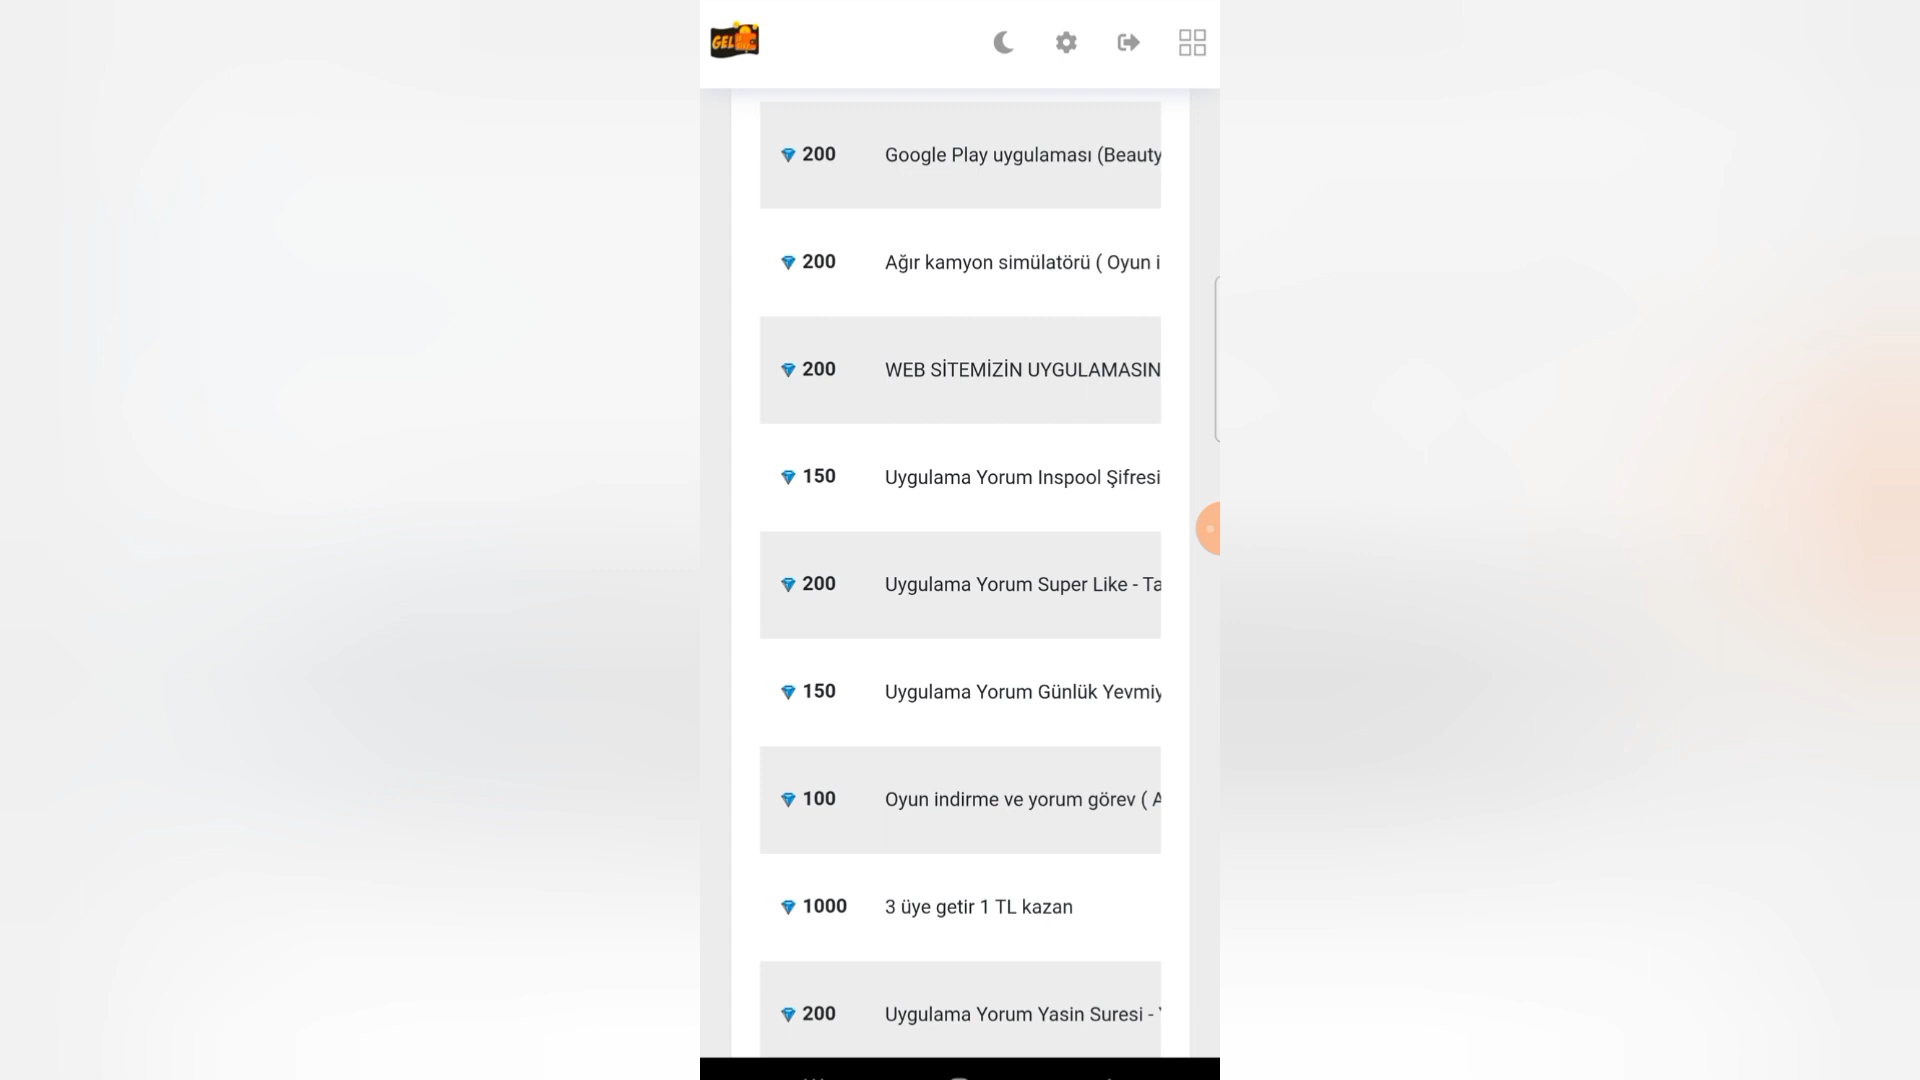 GEL
200 Google Play uygulaması (Beauty
200 Ağır kamyon simülatörü ( Oyun i
200 WEB SİTEMİZİN UYGULAMASIN
150 Uygulama Yorum Inspool Şifresi
200 Uygulama Yorum Super Like - Ta
150 Uygulama Yorum Günlük Yevmiy
100 Oyun indirme ve yorum görev ( A
1000 3 üye getir 1 TL kazan
200 Uygulama Yorum Yasin Suresi -